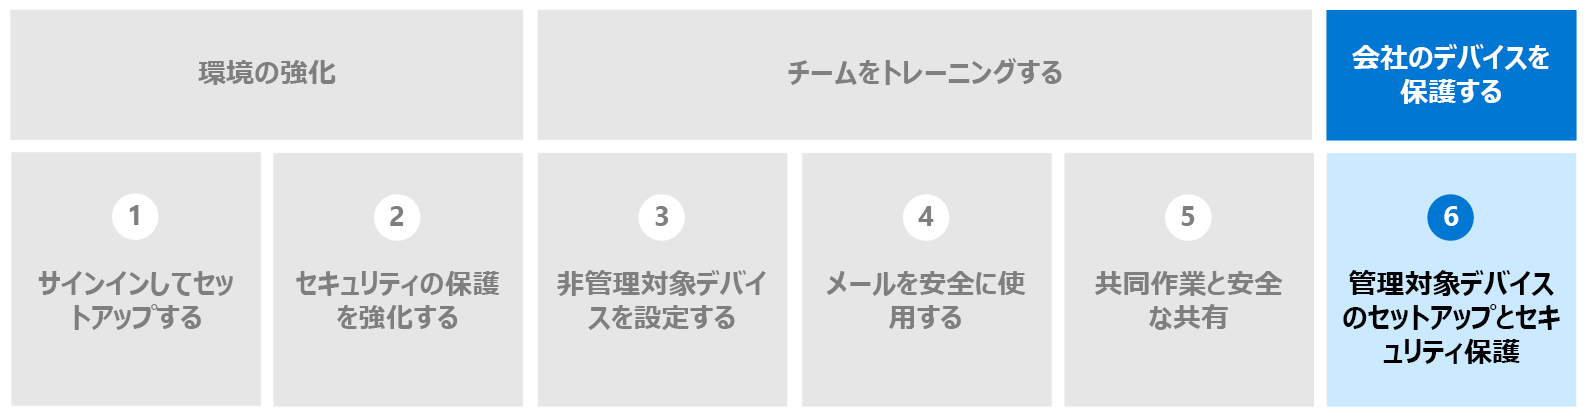 環境の強化
チームをトレーニングする
会社のデバイスを
保護する
1
サインインしてセッ
トアップする
2
セキュリティの保護
を強化する
3
非管理対象デバイ
スを設定する
4
メールを安全に使
用する
5
共同作業と安全
な共有
6
管理対象デバイス
のセットアップとセキ
ュリティ保護